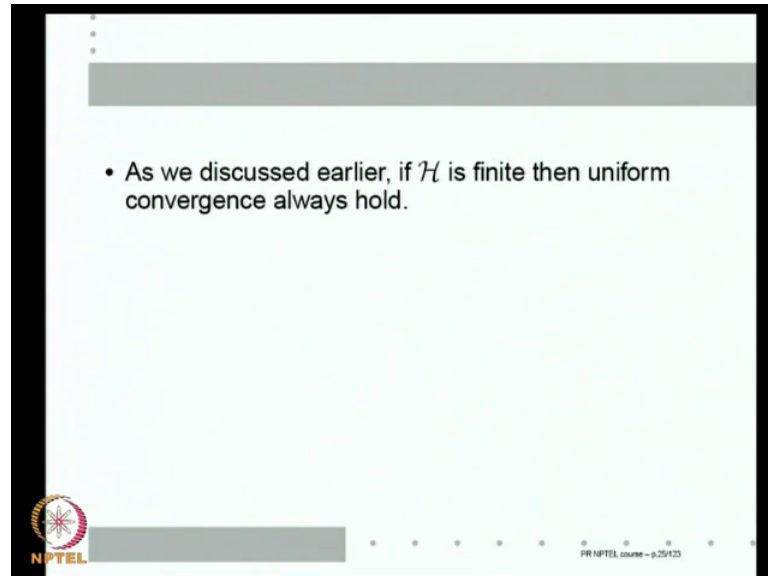 • As we discussed earlier, if ℋ is finite then uniform
convergence always hold.
NPTEL
PR NPTEL course – p.25/123